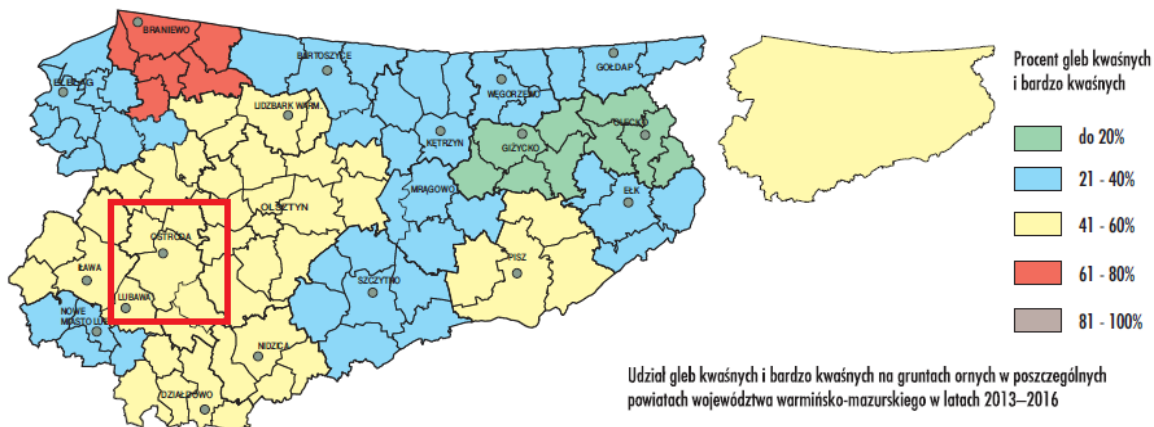 BRANIEWO
BARTOSZYCE
GOŁDAP
ELBLĄG
WĘGORZEWO
LIDZBARK WARM.
KĘTRZYN
GIŻYCKO
OLECKO
MRĄGOWO
EŁK
OLSZTYN
OSTRÓDA
IŁAWA
LUBAWA
SZCZYTNO
PISZ
NOWE
MIASTO LUB.
NIDZICA
DZIAŁDOWO
Procent gleb kwaśnych
i bardzo kwaśnych
do 20%
21 - 40%
41 - 60%
61 - 80%
81 - 100%
Udział gleb kwaśnych i bardzo kwaśnych na gruntach ornych w poszczególnych
powiatach województwa warmińsko-mazurskiego w latach 2013–2016